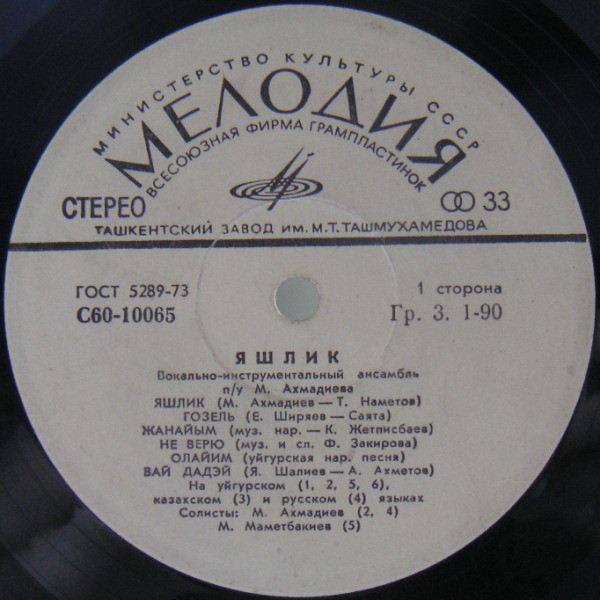 МИНИСТЕРСТВО КУЛЬТУРЫ СССР
МЕЛОДИЯ
ВСЕСОЮЗНАЯ ФИРМА ГРАМПЛАСТИНОК
СТЕРЕО 33
ТАШКЕНТСКИЙ ЗАВОД ИМ. М.Т. ТАШМУХАМЕДОВА
ГОСТ 5289-73 1 сторона
С60-10065 Гр. 3. 1-90
ЯШЛИК
Вокально-инструментальный ансамбль
п/у М. Ахмадиева
ЯШЛИК (М. Ахмадиев — Т. Наметов)
ГОЗЕЛЬ (Е. Ширяев — Саята)
ЖАНАЙЫМ (муз. нар.— К. Жетписбаев)
НЕ ВЕРЮ (муз. и сл. Ф. Закирова)
ОЛАЙИМ (уйгурская нар. песня)
ВАЙ ДАДЭЙ (Я. Шалиев — А. Ахметов)
На уйгурском (1, 2, 5, 6),
казахском (3) и русском (4) языках
Солисты: М. Ахмадиев (2, 4)
М. Маметбакиев (5)